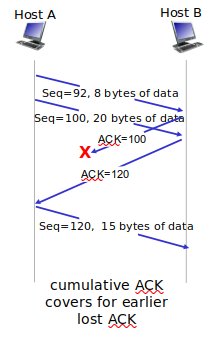 Host A
Host B
Seq=92, 8 bytes of data
Seq=100, 20 bytes of data
ACK=100
X
ACK=120
Seq=120,  15 bytes of data
cumulative ACK
covers for earlier
lost ACK